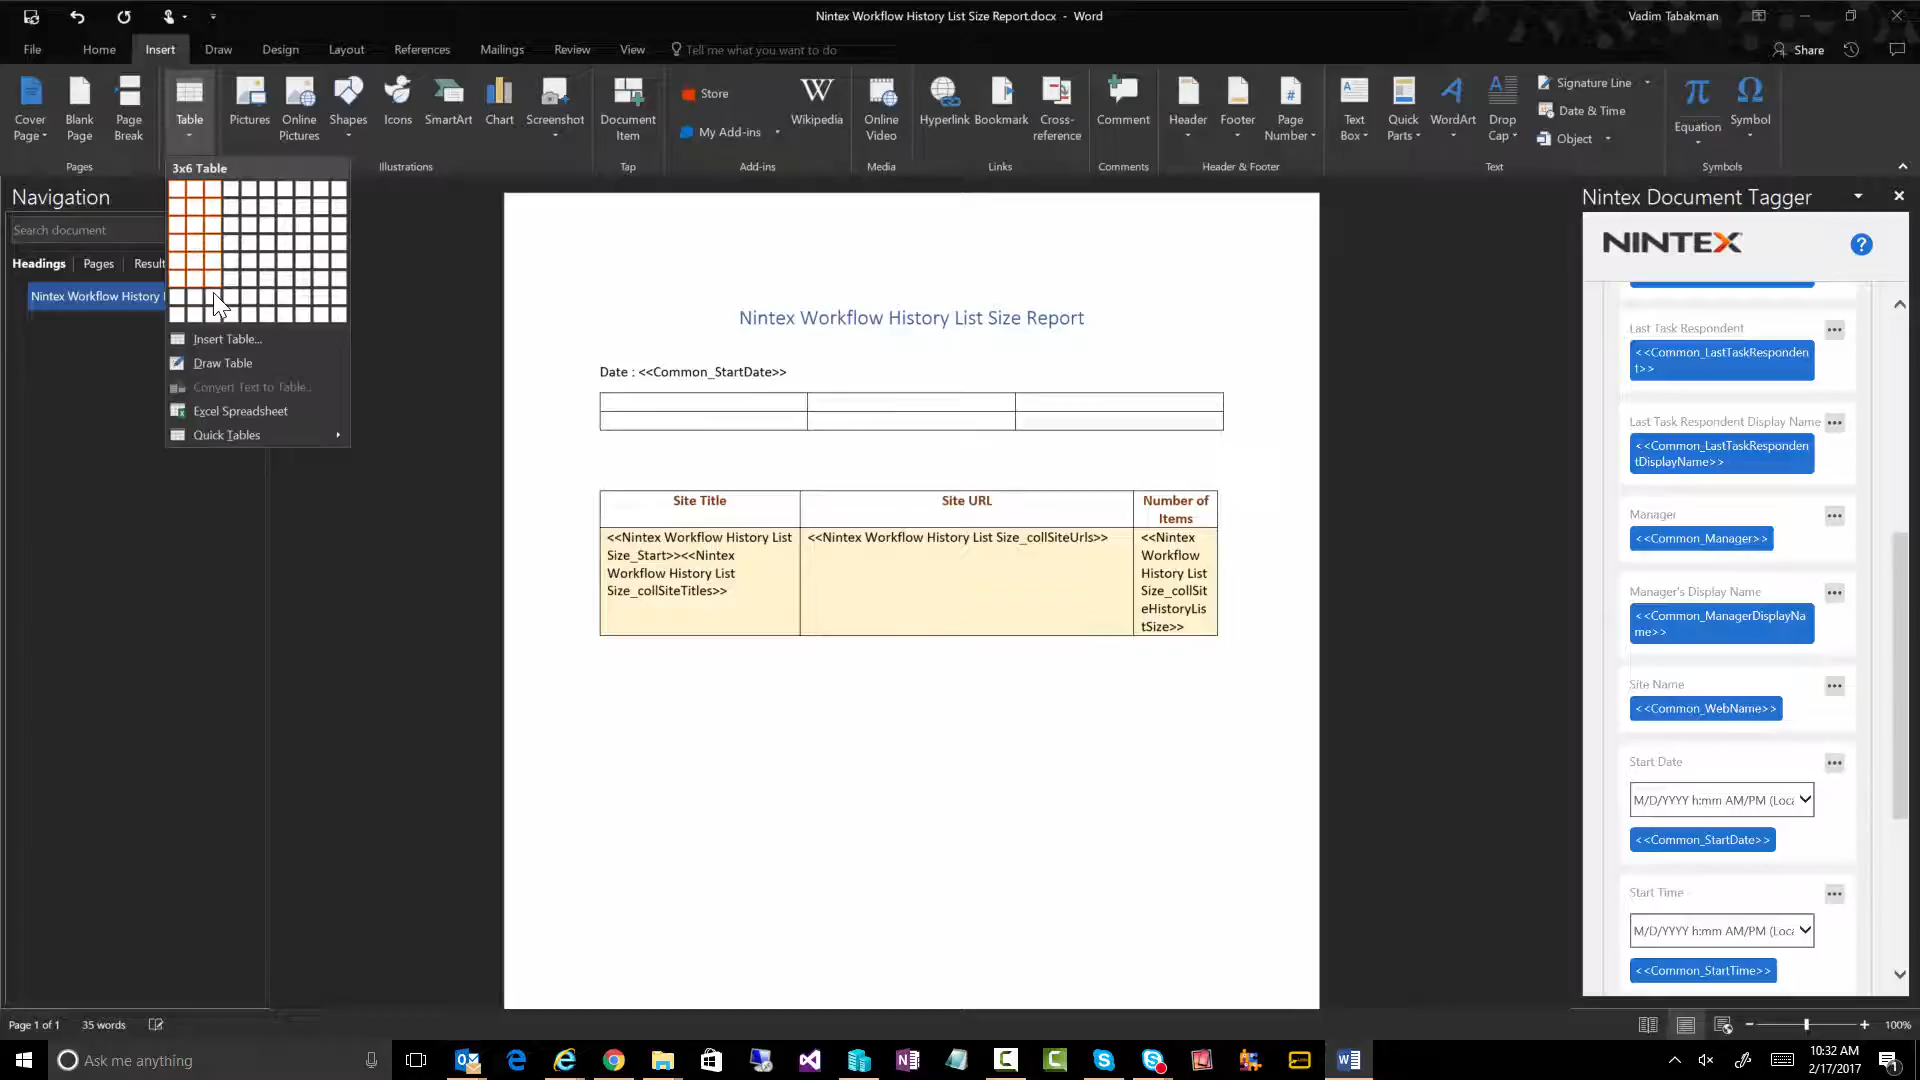 Nintex Workflow History List Size Report.docx - Word
Vadim Tabakman
File Home Insert Draw Design Layout References Mailings Review View Tell me what you want to do
Share
Cover Page
Blank Page
Page Break
Table
Pictures
Online Pictures
Shapes
Icons
SmartArt
Chart
Screenshot
Document Item
Store
My Add-ins
Wikipedia
Online Video
Hyperlink
Bookmark
Cross-reference
Comment
Header
Footer
Page Number
Text Box
Quick Parts
WordArt
Drop Cap
Signature Line
Date & Time
Object
Equation
Symbol
Pages Illustrations Tap Add-ins Media Links Comments Header & Footer Text Symbols
3x6 Table
Insert Table...
Draw Table
Convert Text to Table...
Excel Spreadsheet
Quick Tables
Navigation
Search document
Headings Pages Result
Nintex Workflow History
Nintex Workflow History List Size Report
Date : <<Common_StartDate>>
Site Title
Site URL
Number of
Items
<<Nintex Workflow History List
Size_Start>><<Nintex
Workflow History List
Size_collSiteTitles>>
<<Nintex Workflow History List Size_collSiteUrls>>
<<Nintex
Workflow
History List
Size_collSit
eHistoryLis
tSize>>
Nintex Document Tagger
NINTEX
?
Last Task Respondent
<<Common_LastTaskResponden
t>>
Last Task Respondent Display Name
<<Common_LastTaskResponden
tDisplayName>>
Manager
<<Common_Manager>>
Manager's Display Name
<<Common_ManagerDisplayNa
me>>
Site Name
<<Common_WebName>>
Start Date
M/D/YYYY h:mm AM/PM (Loca
<<Common_StartDate>>
Start Time
M/D/YYYY h:mm AM/PM (Loca
<<Common_StartTime>>
Page 1 of 1 35 words
100%
Ask me anything
10:32 AM
2/17/2017